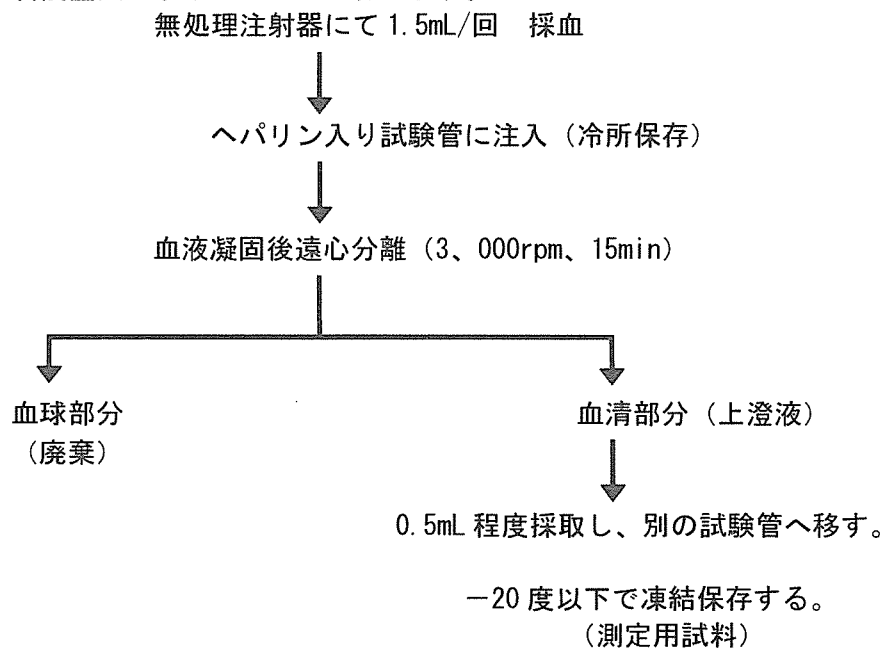 無処理注射器にて 1.5mL/回　採血
ヘパリン入り試験管に注入（冷所保存）
血液凝固後遠心分離（3、000rpm、15min）
血球部分
（廃棄）
血清部分（上澄液）
0.5mL 程度採取し、別の試験管へ移す。
－20 度以下で凍結保存する。
（測定用試料）